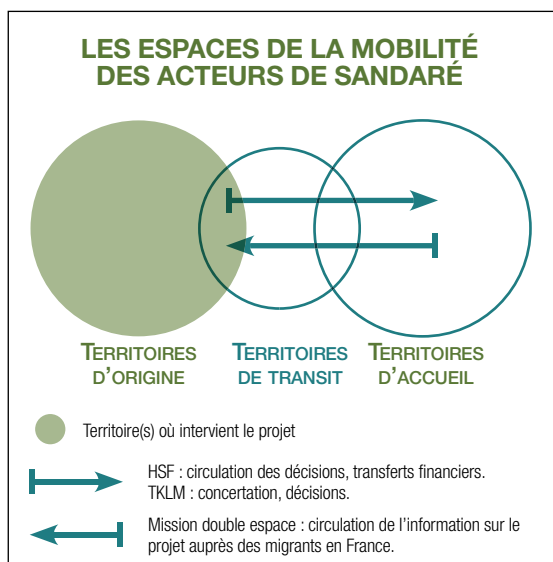 LES ESPACES DE LA MOBILITÉ
DES ACTEURS DE SANDARÉ
TERRITOIRES
D'ORIGINE
TERRITOIRES
DE TRANSIT
TERRITOIRES
D'ACCUEIL
Territoire(s) où intervient le projet
HSF : circulation des décisions, transferts financiers.
TKLM : concertation, décisions.
Mission double espace : circulation de l'information sur le
projet auprès des migrants en France.